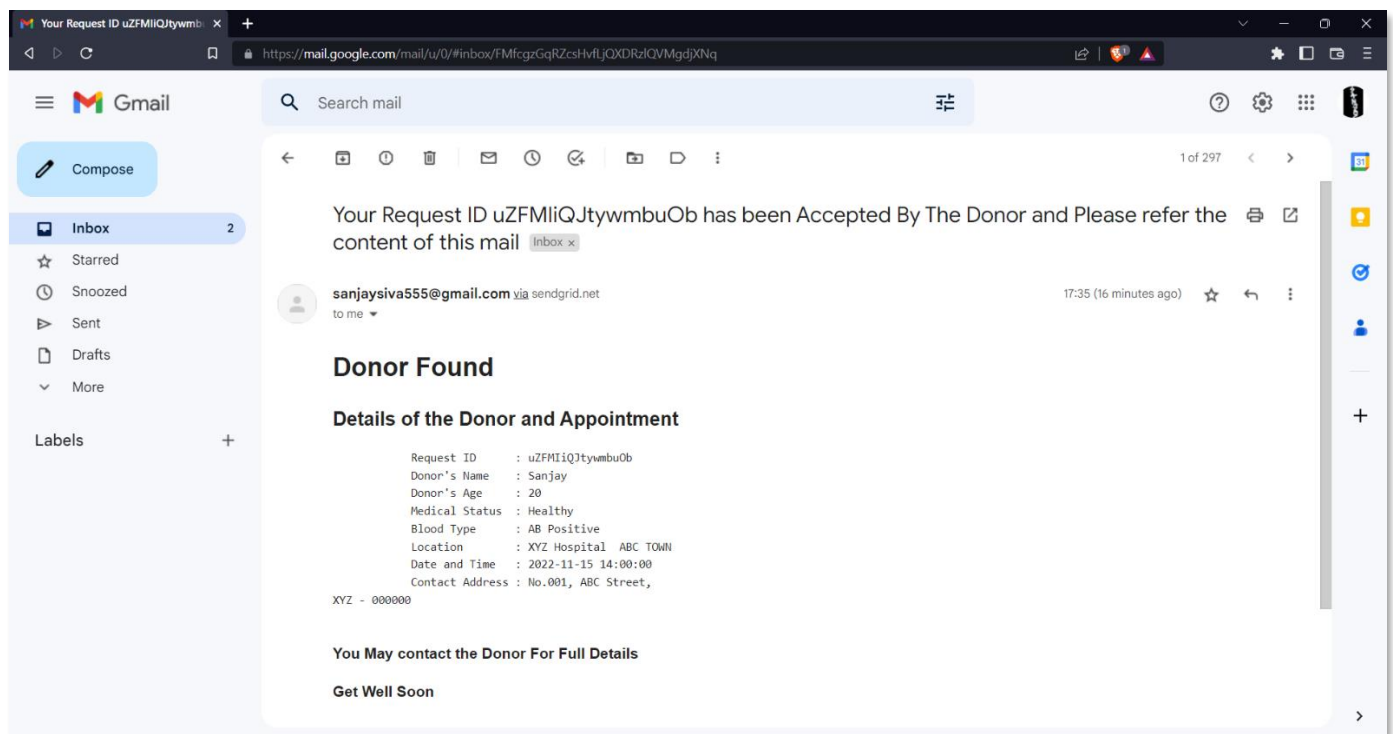 Your Request ID uZFMIiQJtywmb
https://mail.google.com/mail/u/0/#inbox/FMfcgzGqRZcsHvfLjQXDRzlQVMgdjXNq
Gmail
Search mail
Compose
1 of 297
31
Inbox 2
Starred
Snoozed
Sent
Drafts
More
Labels
Your Request ID uZFMIiQJtywmbuOb has been Accepted By The Donor and Please refer the
content of this mail Inbox x
sanjaysiva555@gmail.com via sendgrid.net 17:35 (16 minutes ago)
to me
Donor Found
Details of the Donor and Appointment
Request ID : uZFMIiQJtywmbuOb
Donor's Name : Sanjay
Donor's Age : 20
Medical Status : Healthy
Blood Type : AB Positive
Location : XYZ Hospital ABC TOWN
Date and Time : 2022-11-15 14:00:00
Contact Address : No.001, ABC Street,
XYZ - 000000
You May contact the Donor For Full Details
Get Well Soon